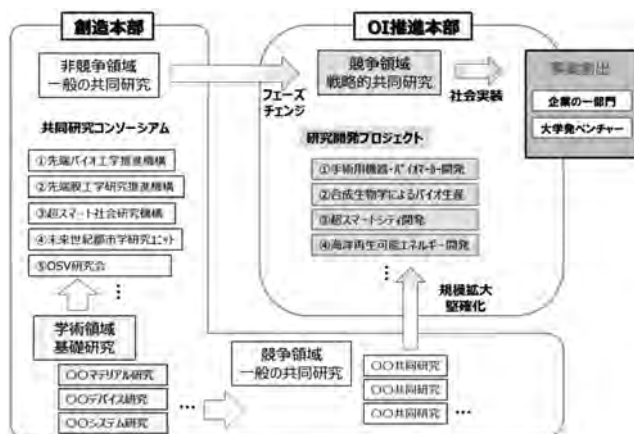 創造本部
OI推進本部
非競争領域
一般の共同研究
フェーズ
チェンジ
競争領域
戦略的共同研究
社会実装
事業創出
企業の一部門
大学発ベンチャー
共同研究コンソーシアム
①先端バイオ工学推進機構
②先端膜工学研究推進機構
③超スマート社会研究機構
④未来世紀都市学研究ユニット
⑤OSV研究会
⋮
研究開発プロジェクト
①手術用機器・バイオマーカー開発
②合成生物学によるバイオ生産
③超スマートシティ開発
④海洋再生可能エネルギー開発
⋮
規模拡大
堅確化
学術領域
基礎研究
〇〇マテリアル研究
〇〇デバイス研究
〇〇システム研究
…
競争領域
一般の共同研究
〇〇共同研究
〇〇共同研究
〇〇共同研究
…